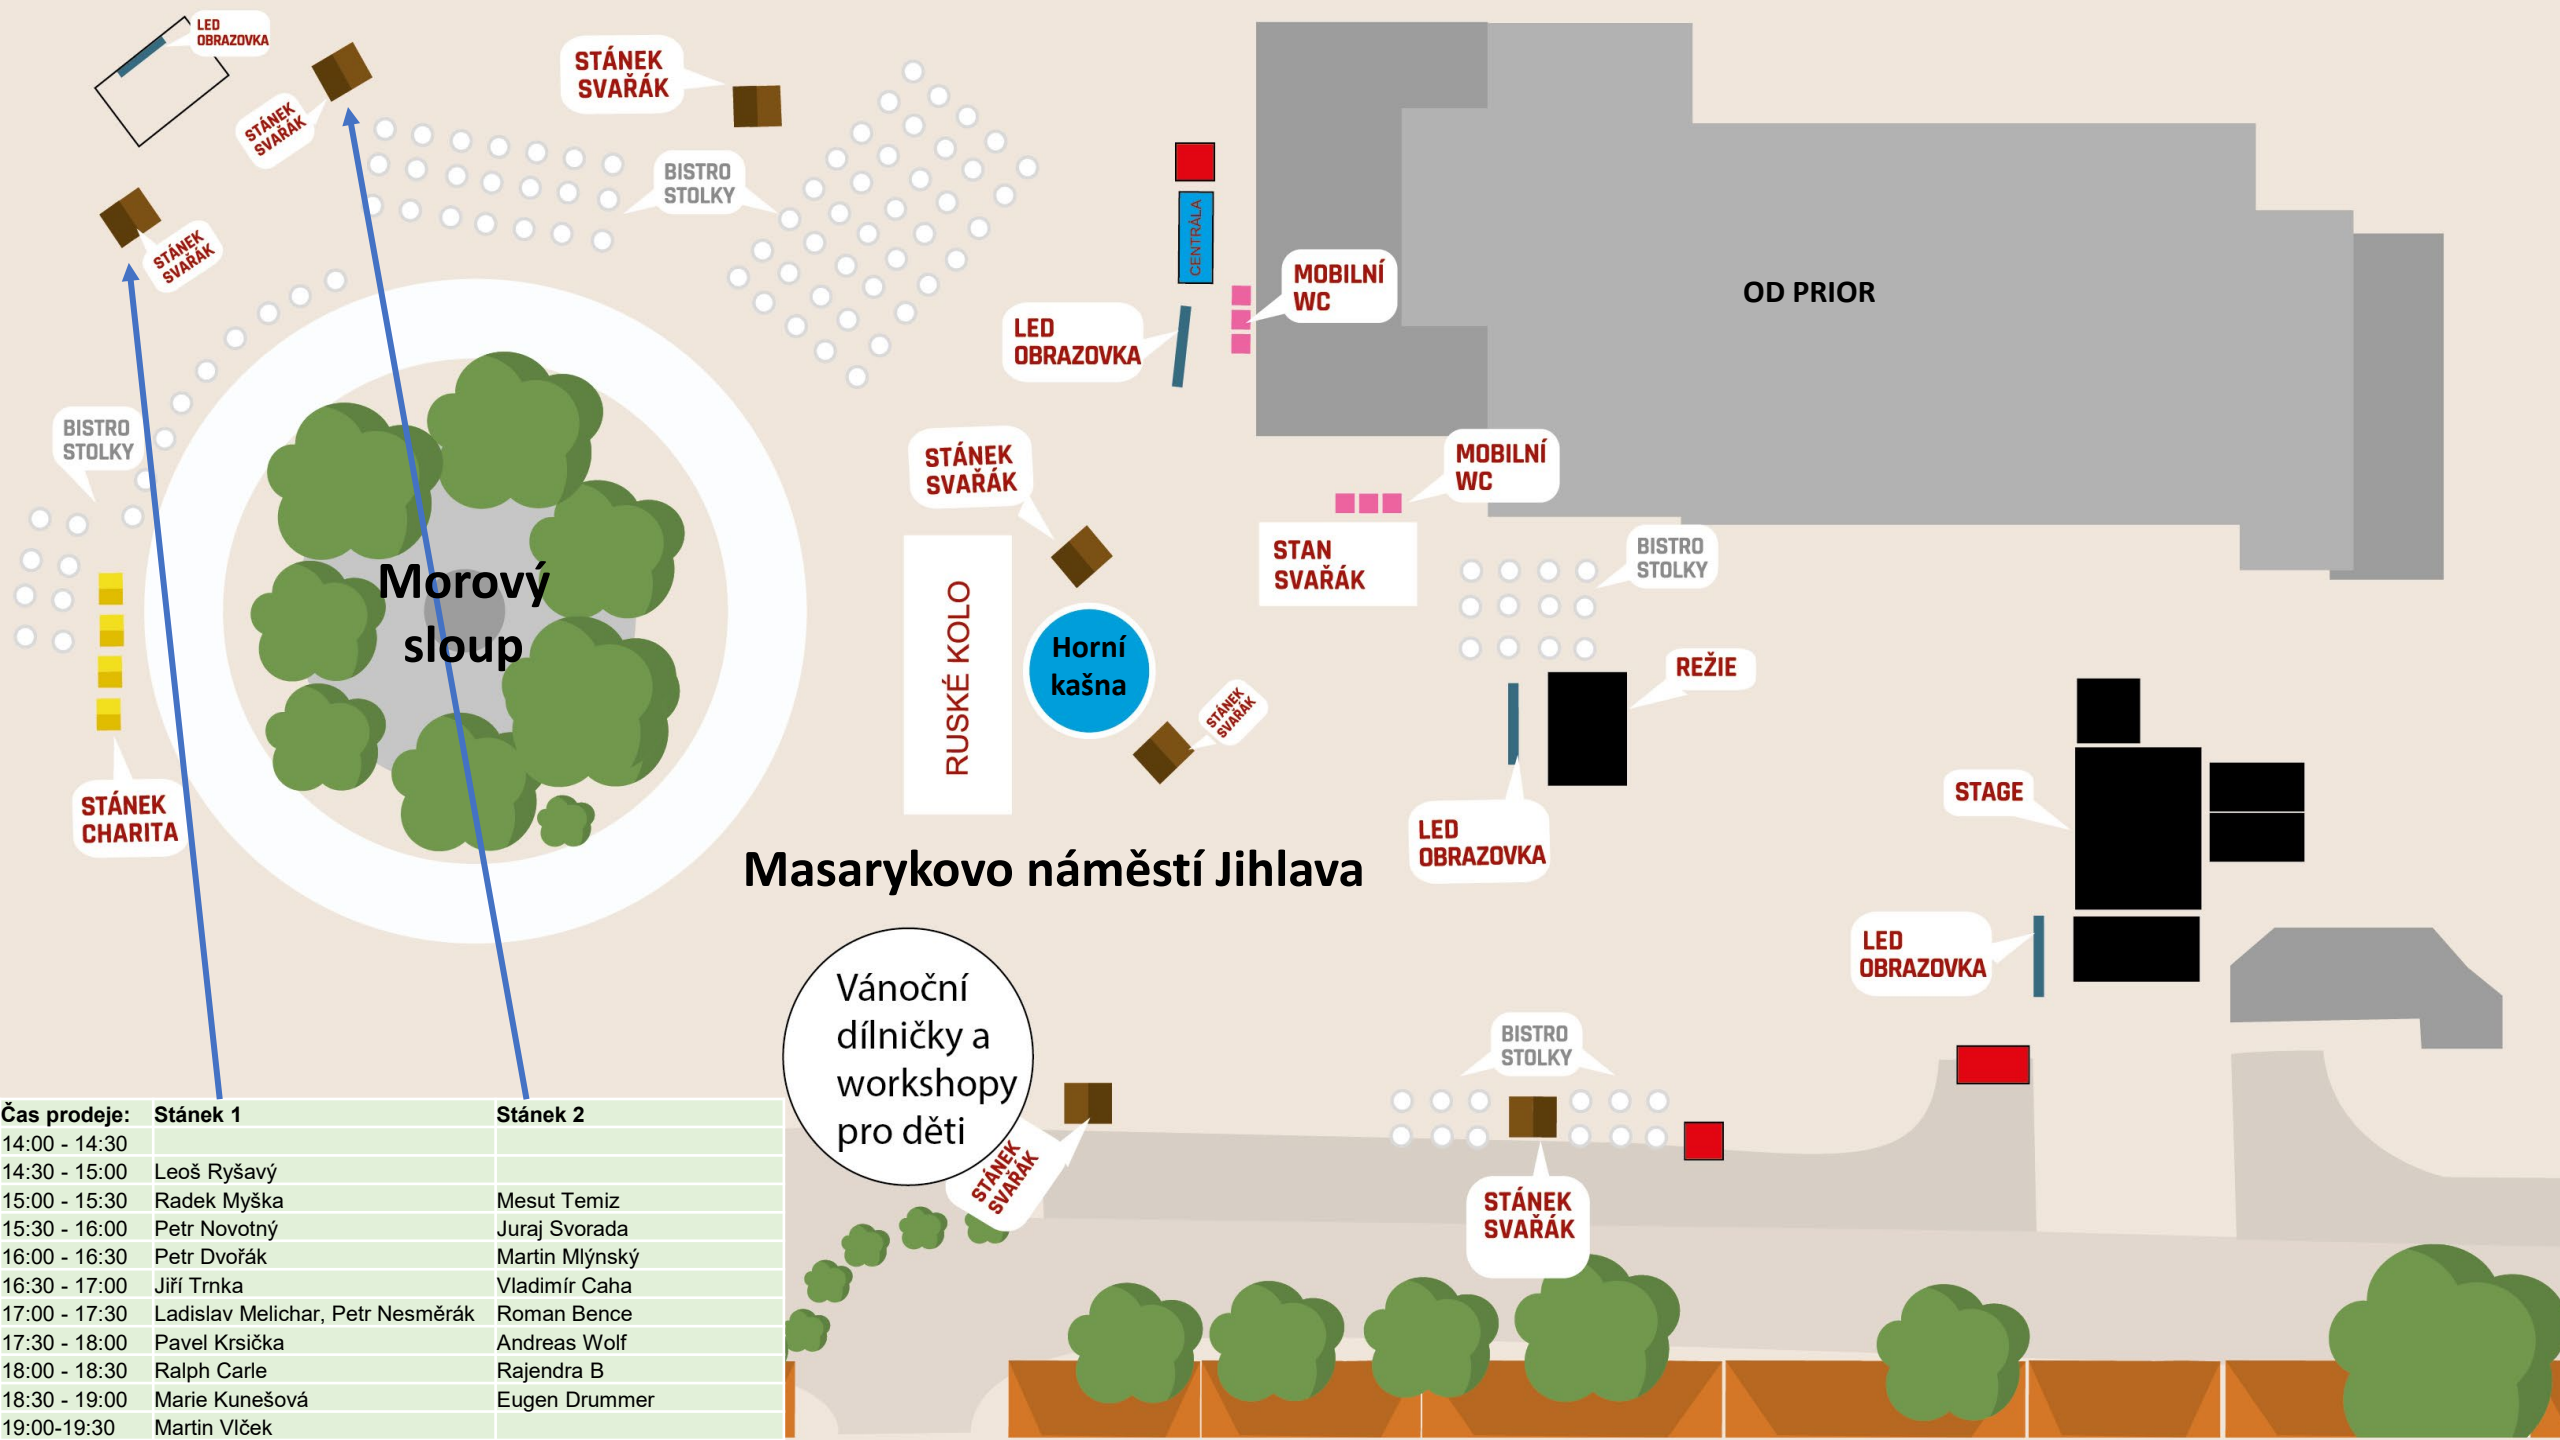 LED
OBRAZOVKA
STÁNEK
SVAŘÁK
STÁNEK
SVAŘÁK
BISTRO
STOLKY
STÁNEK
SVAŘÁK
CENTRÁLA
MOBILNÍ
WC
LED
OBRAZOVKA
OD PRIOR
BISTRO
STOLKY
STÁNEK
SVAŘÁK
MOBILNÍ
WC
STAN
SVAŘÁK
BISTRO
STOLKY
Morový
sloup
RUSKÉ KOLO
Horní
kašna
STÁNEK
SVAŘÁK
REŽIE
STÁNEK
CHARITA
STAGE
LED
OBRAZOVKA
Masarykovo náměstí Jihlava
LED
OBRAZOVKA
Vánoční
dílničky a
workshopy
pro děti
STÁNEK
SVAŘÁK
BISTRO
STOLKY
STÁNEK
SVAŘÁK
Čas prodeje: Stánek 1 Stánek 2
14:00 - 14:30
14:30 - 15:00 Leoš Ryšavý
15:00 - 15:30 Radek Myška Mesut Temiz
15:30 - 16:00 Petr Novotný Juraj Svorada
16:00 - 16:30 Petr Dvořák Martin Mlýnský
16:30 - 17:00 Jiří Trnka Vladimír Caha
17:00 - 17:30 Ladislav Melichar, Petr Nesměrák Roman Bence
17:30 - 18:00 Pavel Krsička Andreas Wolf
18:00 - 18:30 Ralph Carle Rajendra B
18:30 - 19:00 Marie Kunešová Eugen Drummer
19:00-19:30 Martin Vlček